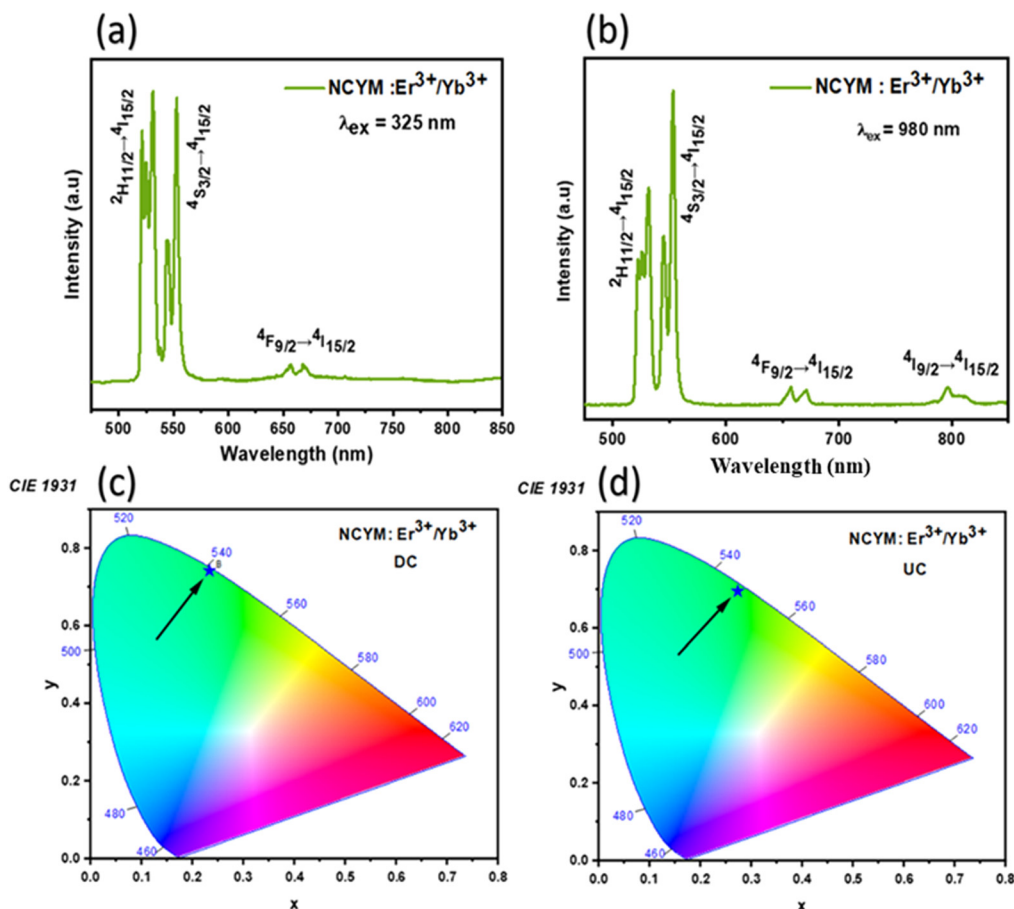 (a)
NCYM :Er³⁺/Yb³⁺
λex = 325 nm
²H11/2→⁴I15/2
⁴S3/2→⁴I15/2
⁴F9/2→⁴I15/2
Intensity (a.u)
500 550 600 650 700 750 800 850
Wavelength (nm)
(b)
NCYM : Er³⁺/Yb³⁺
λex = 980 nm
²H11/2→⁴I15/2
⁴S3/2→⁴I15/2
⁴F9/2→⁴I15/2
⁴I9/2→⁴I15/2
Intensity (a.u)
500 600 700 800
Wavelength (nm)
CIE 1931
(c)
NCYM: Er³⁺/Yb³⁺
DC
520
540
B
560
580
600
620
500
480
460
0.8
0.6
0.4
0.2
0.0
y
0.0 0.1 0.2 0.3 0.4 0.5 0.6 0.7 0.8
x
CIE 1931
(d)
NCYM: Er³⁺/Yb³⁺
UC
520
540
560
580
600
620
500
480
460
0.8
0.6
0.4
0.2
0.0
y
0.0 0.1 0.2 0.3 0.4 0.5 0.6 0.7 0.8
x